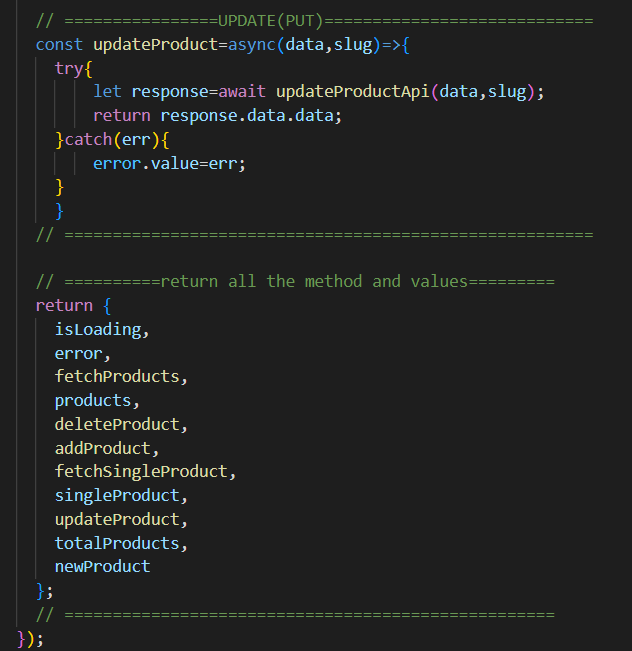 // ================UPDATE(PUT)============================
const updateProduct=async(data,slug)=>{
try{
let response=await updateProductApi(data,slug);
return response.data.data;
}catch(err){
error.value=err;
}
}
// =======================================================

// ==========return all the method and values=========
return {
isLoading,
error,
fetchProducts,
products,
deleteProduct,
addProduct,
fetchSingleProduct,
singleProduct,
updateProduct,
totalProducts,
newProduct
};
// ===================================================
});